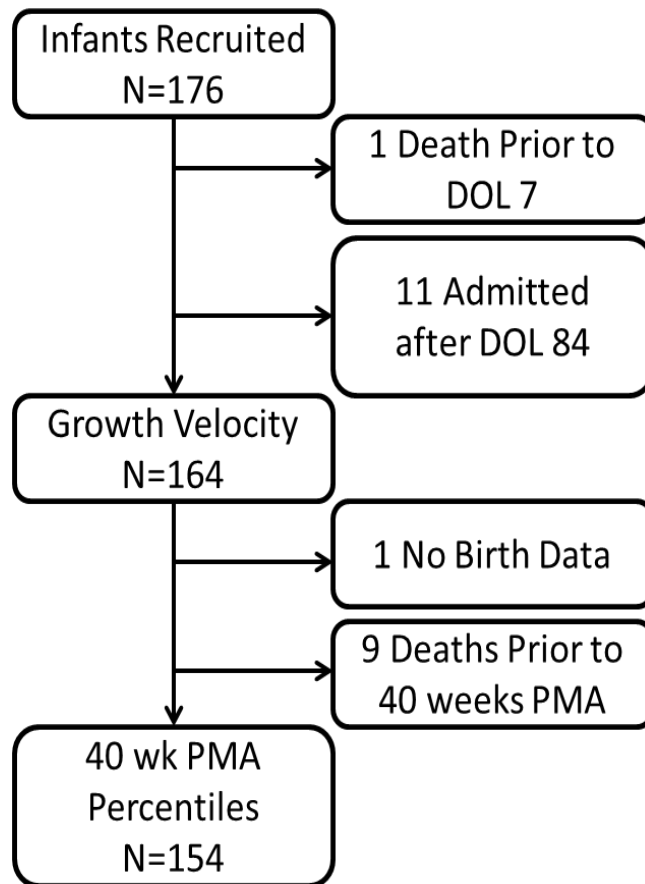 Infants Recruited
N=176
1 Death Prior to
DOL 7
11 Admitted
after DOL 84
Growth Velocity
N=164
1 No Birth Data
9 Deaths Prior to
40 weeks PMA
40 wk PMA
Percentiles
N=154